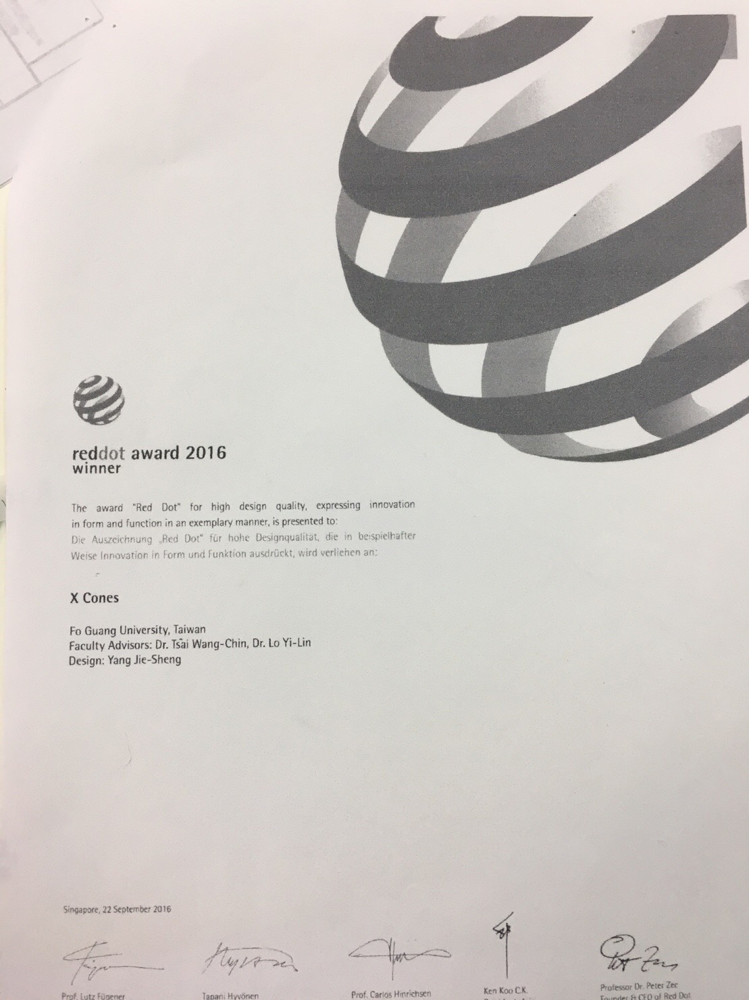 reddot award 2016
winner
The award "Red Dot" for high design quality, expressing innovation
in form and function in an exemplary manner, is presented to:
Die Auszeichnung „Red Dot" für hohe Designqualität, die in beispielhafter
Weise Innovation in Form und Funktion ausdrückt, wird verliehen an:
X Cones
Fo Guang University, Taiwan
Faculty Advisors: Dr. Tsai Wang-Chin, Dr. Lo Yi-Lin
Design: Yang Jie-Sheng
Singapore, 22 September 2016
Prof. Lutz Fügener
Tapani Hyvönen
Prof. Carlos Hinrichsen
Ken Koo C.K.
Professor Dr. Peter Zec
Founder & CEO of Red Dot